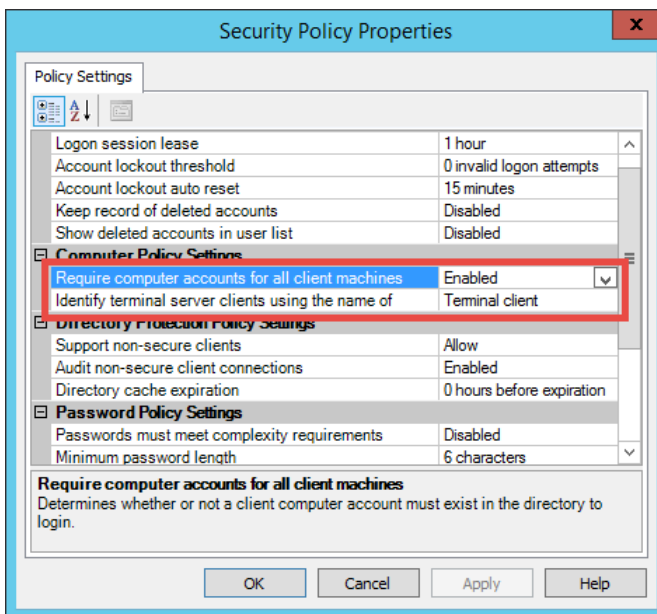 Security Policy Properties
x
Policy Settings
A
Z
Logon session lease 1 hour
Account lockout threshold 0 invalid logon attempts
Account lockout auto reset 15 minutes
Keep record of deleted accounts Disabled
Show deleted accounts in user list Disabled
Computer Policy Settings
Require computer accounts for all client machines Enabled
Identify terminal server clients using the name of Terminal client
Directory Protection Policy Settings
Support non-secure clients Allow
Audit non-secure client connections Enabled
Directory cache expiration 0 hours before expiration
Password Policy Settings
Passwords must meet complexity requirements Disabled
Minimum password length 6 characters
Require computer accounts for all client machines
Determines whether or not a client computer account must exist in the directory to
login.
OK Cancel Apply Help